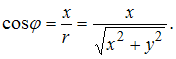 cosφ = x/r = x/√(x² + y²).